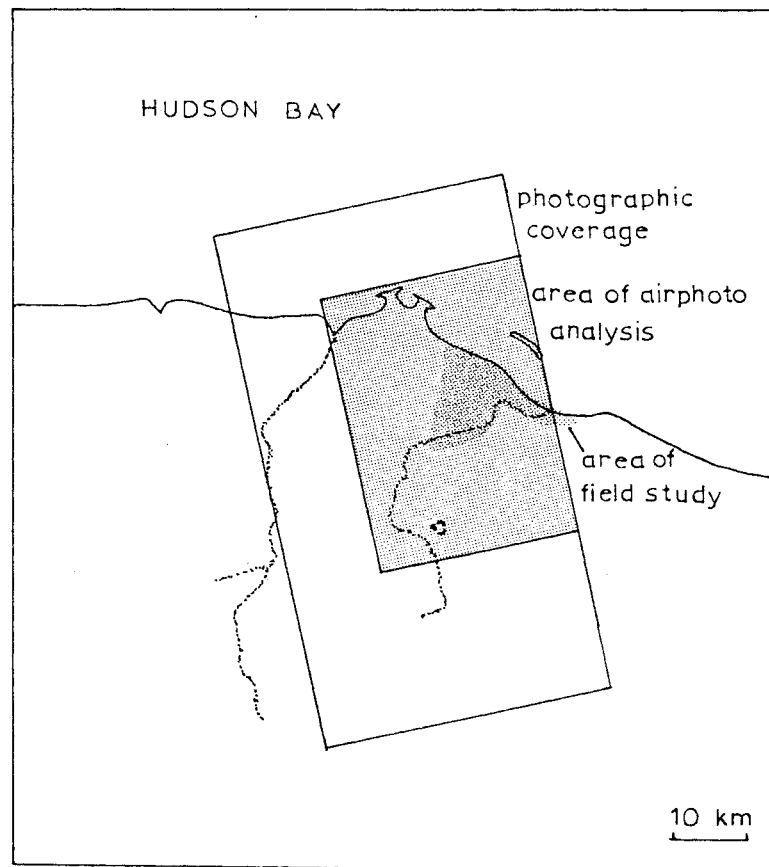 HUDSON BAY
photographic
coverage
area of airphoto
analysis
area of
field study
10 km